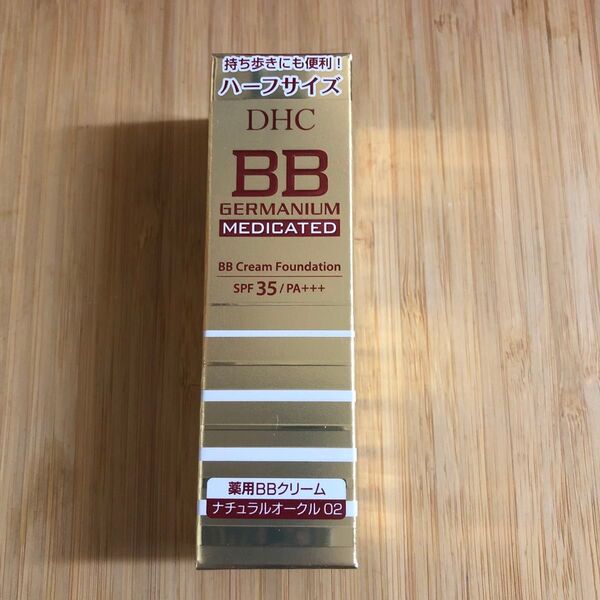 持ち歩きにも便利！
ハーフサイズ
DHC
BB
GERMANIUM
MEDICATED
BB Cream Foundation
SPF 35 / PA+++
薬用BBクリーム
ナチュラルオークル 02